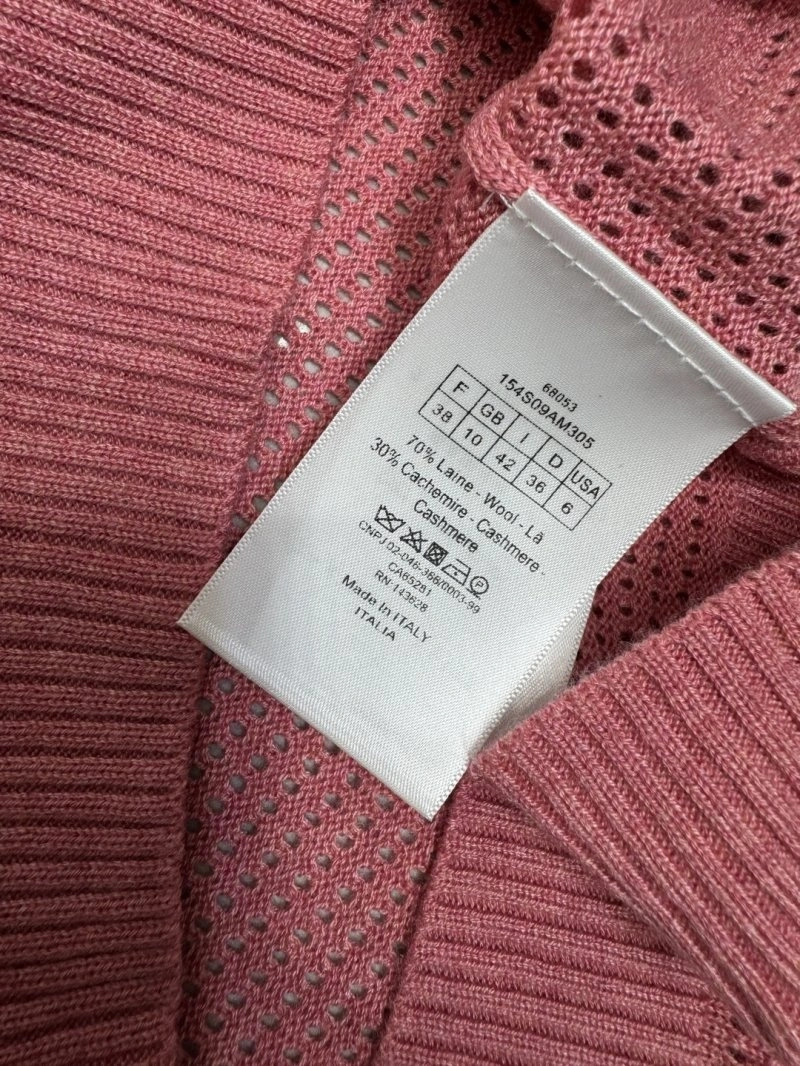 68053
154S09AM305
F GB I D USA
38 10 42 36 6
70% Laine - Wool - Lã
30% Cachemire - Cashmere -
Cashmere
CNPJ 02-046-366/0003-99
CA65281
RN 143628
Made in ITALY
ITALIA